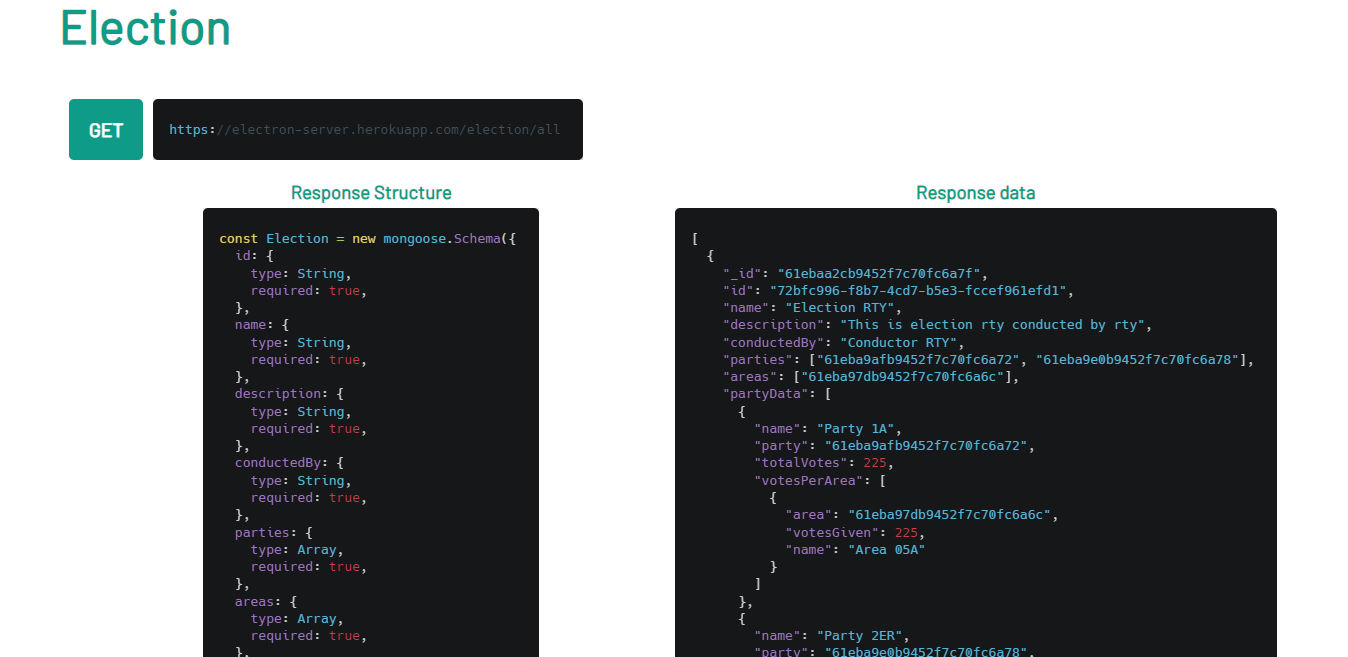 Election
GET
https://electron-server.herokuapp.com/election/all
Response Structure
const Election = new mongoose.Schema({
  id: {
    type: String,
    required: true,
  },
  name: {
    type: String,
    required: true,
  },
  description: {
    type: String,
    required: true,
  },
  conductedBy: {
    type: String,
    required: true,
  },
  parties: {
    type: Array,
    required: true,
  },
  areas: {
    type: Array,
    required: true,
  },
Response data
[
  {
    "_id": "61ebaa2cb9452f7c70fc6a7f",
    "id": "72bfc996-f8b7-4cd7-b5e3-fccef961efd1",
    "name": "Election RTY",
    "description": "This is election rty conducted by rty",
    "conductedBy": "Conductor RTY",
    "parties": ["61eba9afb9452f7c70fc6a72", "61eba9e0b9452f7c70fc6a78"],
    "areas": ["61eba97db9452f7c70fc6a6c"],
    "partyData": [
      {
        "name": "Party 1A",
        "party": "61eba9afb9452f7c70fc6a72",
        "totalVotes": 225,
        "votesPerArea": [
          {
            "area": "61eba97db9452f7c70fc6a6c",
            "votesGiven": 225,
            "name": "Area 05A"
          }
        ]
      },
      {
        "name": "Party 2ER",
        "party": "61eba9e0b9452f7c70fc6a78",